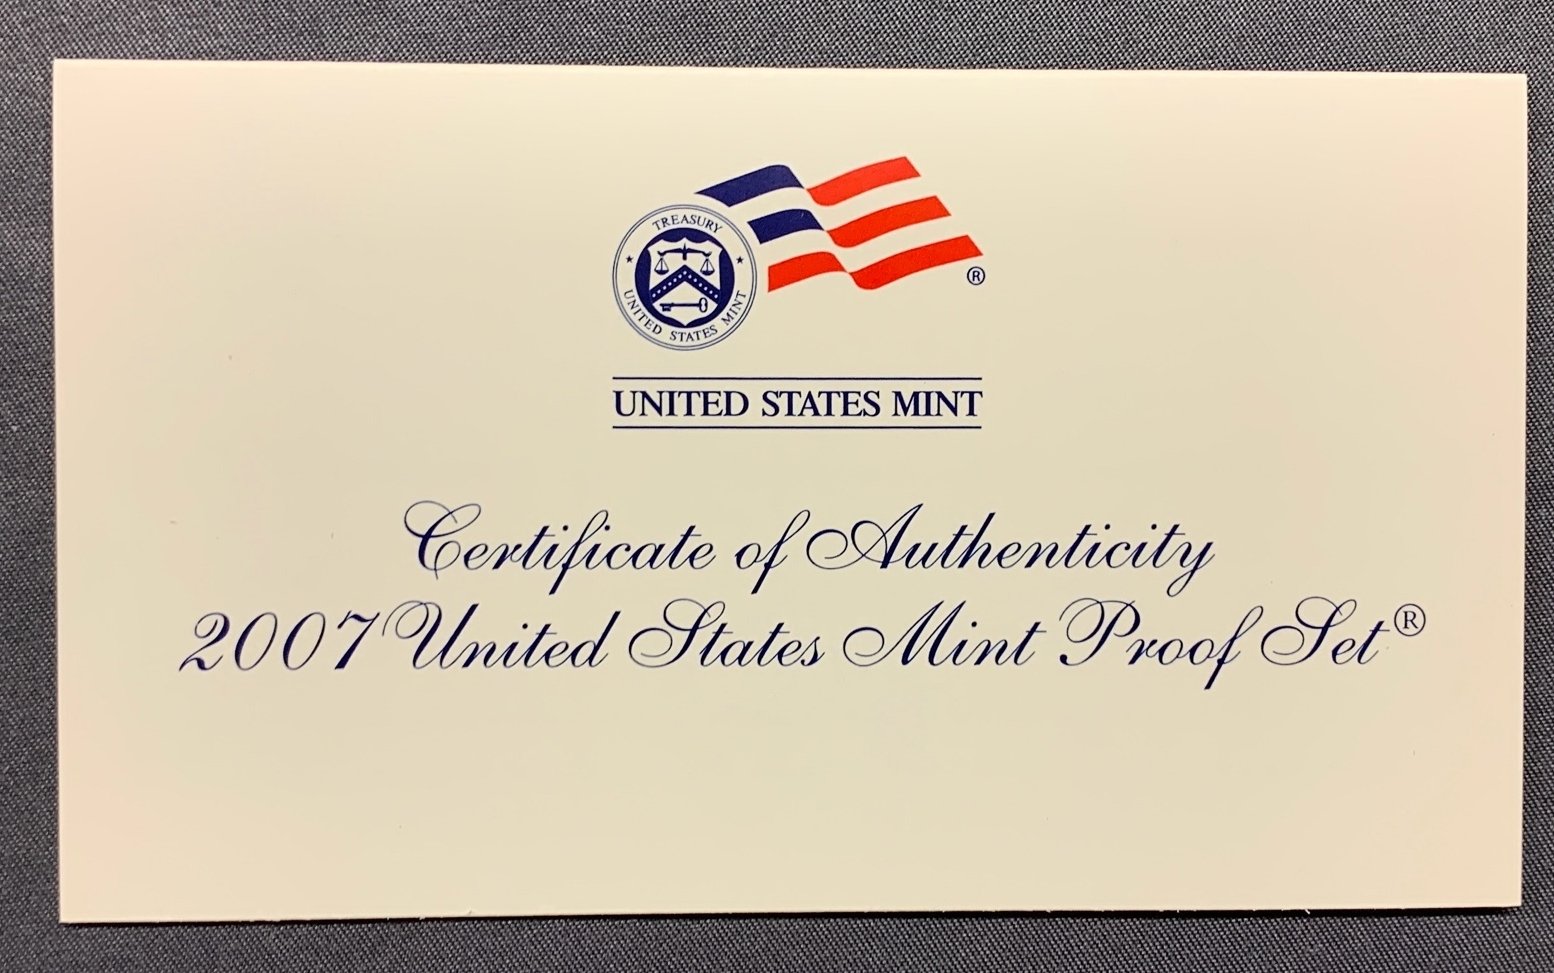 TREASURY
UNITED STATES MINT
®
UNITED STATES MINT
Certificate of Authenticity
2007 United States Mint Proof Set®